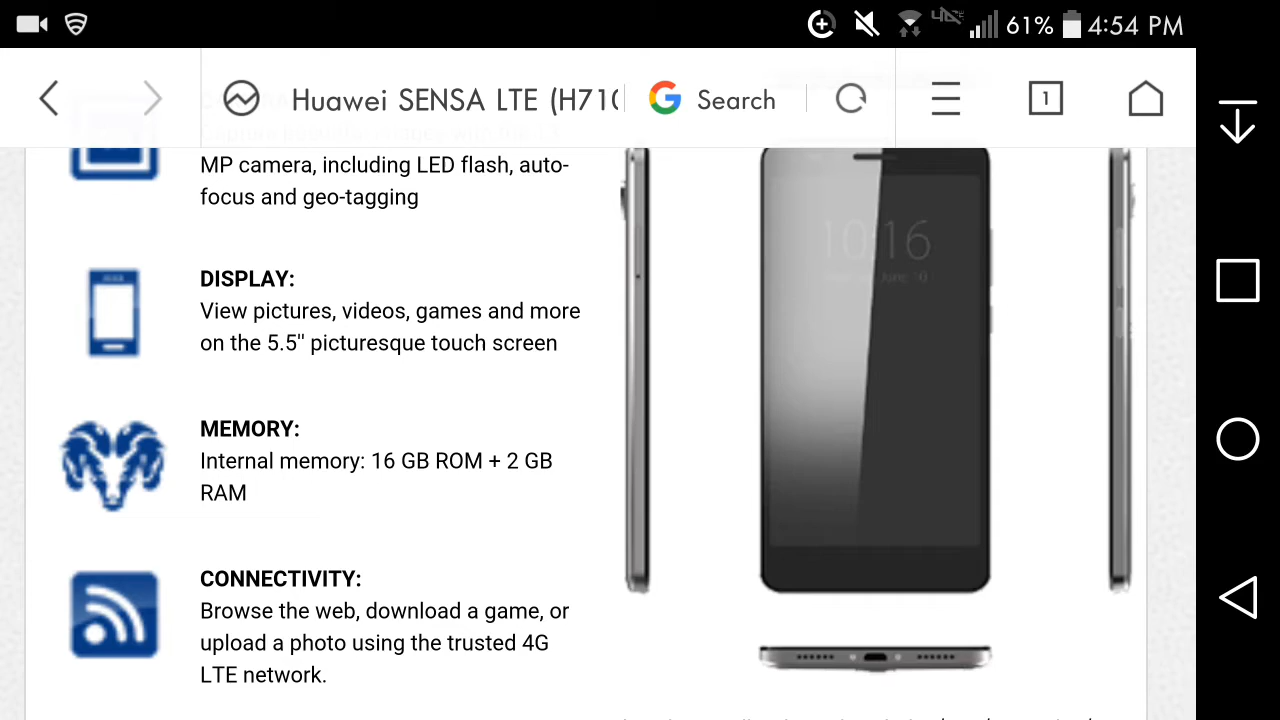 61% 4:54 PM
Huawei SENSA LTE (H710
Search
1
MP camera, including LED flash, auto-
focus and geo-tagging
DISPLAY:
View pictures, videos, games and more
on the 5.5" picturesque touch screen
MEMORY:
Internal memory: 16 GB ROM + 2 GB
RAM
CONNECTIVITY:
Browse the web, download a game, or
upload a photo using the trusted 4G
LTE network.
10:16